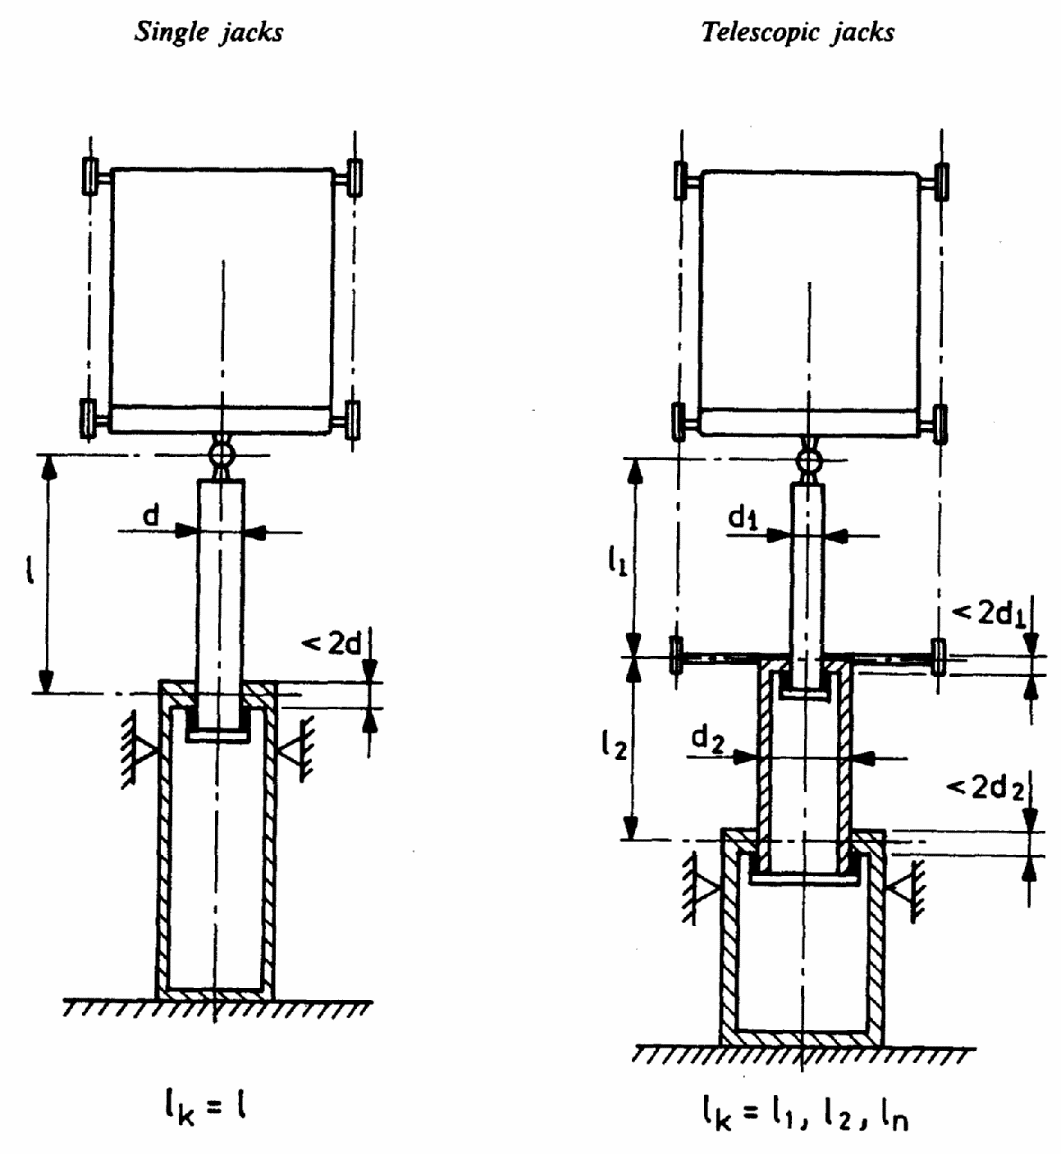 Single jacks
Telescopic jacks
d
l
< 2d
lk = l
d1
l1
< 2d1
d2
l2
< 2d2
lk = l1, l2, ln